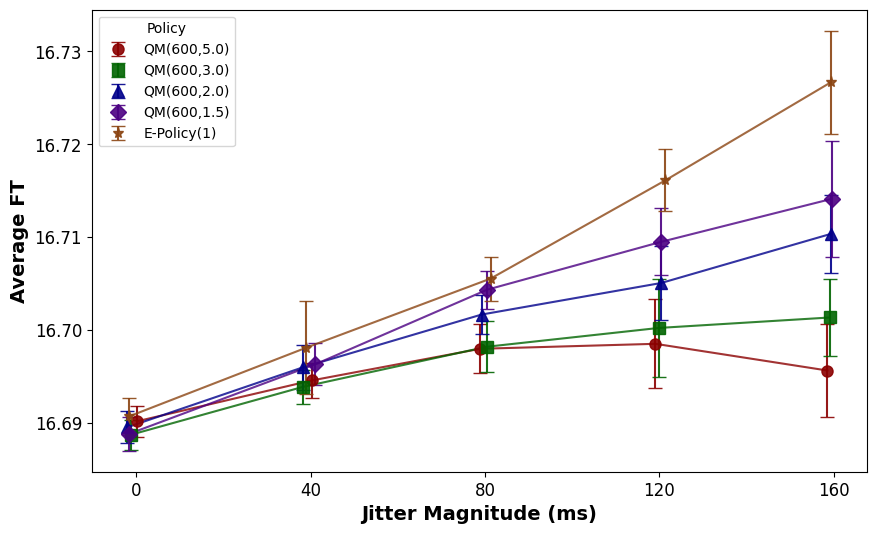 Policy
QM(600,5.0)
QM(600,3.0)
QM(600,2.0)
QM(600,1.5)
E-Policy(1)
16.73
16.72
16.71
16.70
16.69
Average FT
0 40 80 120 160
Jitter Magnitude (ms)